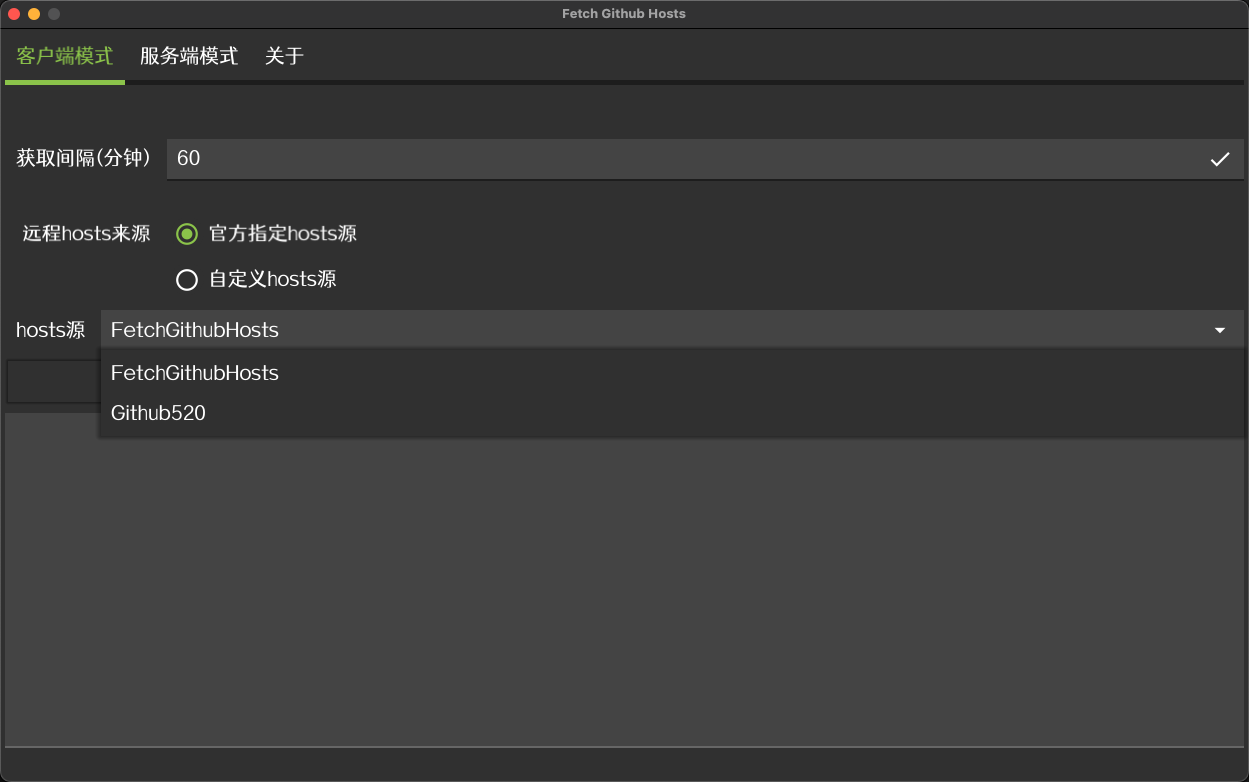 Fetch Github Hosts
客户端模式 服务端模式 关于
获取间隔(分钟) 60
远程hosts来源 官方指定hosts源
自定义hosts源
hosts源 FetchGithubHosts
FetchGithubHosts
Github520